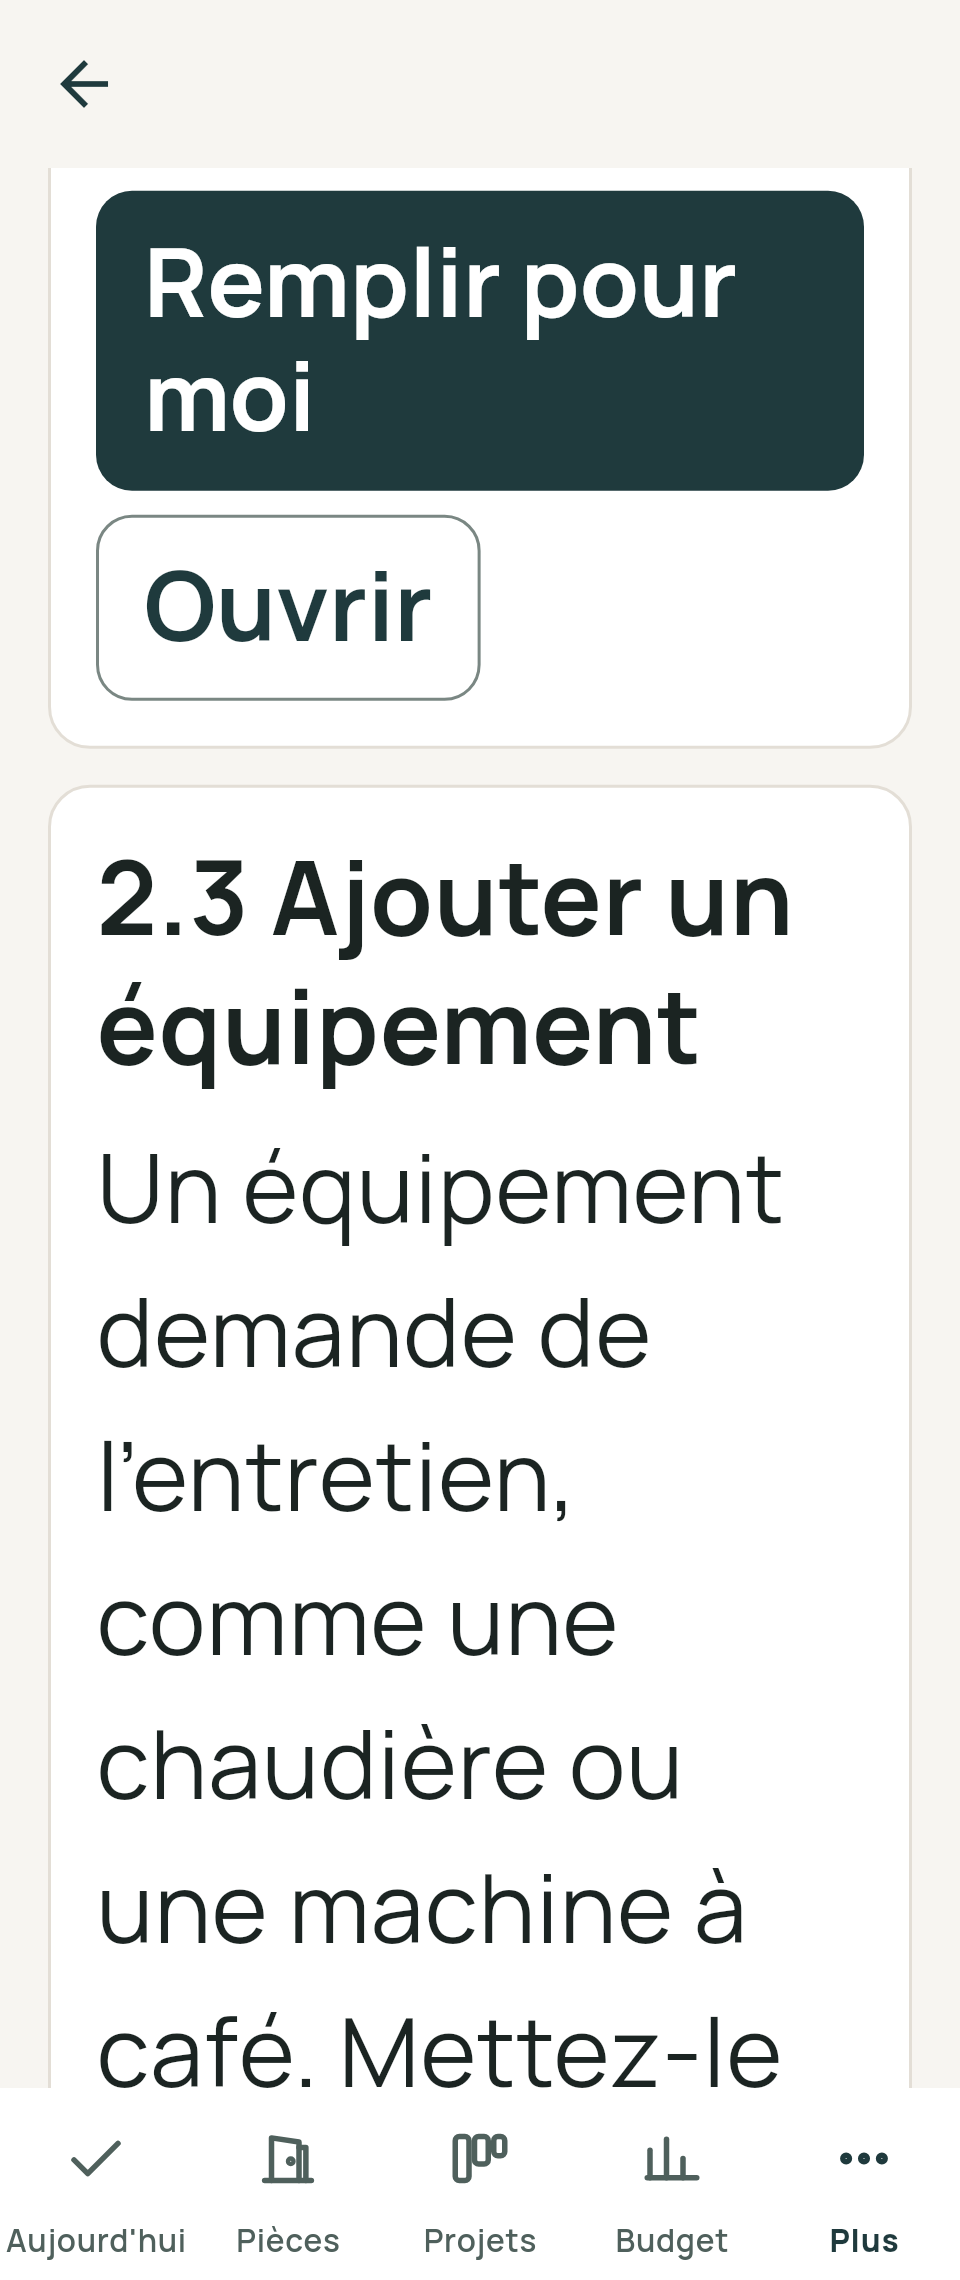 Remplir pour
moi
Ouvrir
2.3 Ajouter un
équipement
Un équipement
demande de
l’entretien,
comme une
chaudière ou
une machine à
café. Mettez-le
Aujourd'hui
Pièces
Projets
Budget
Plus